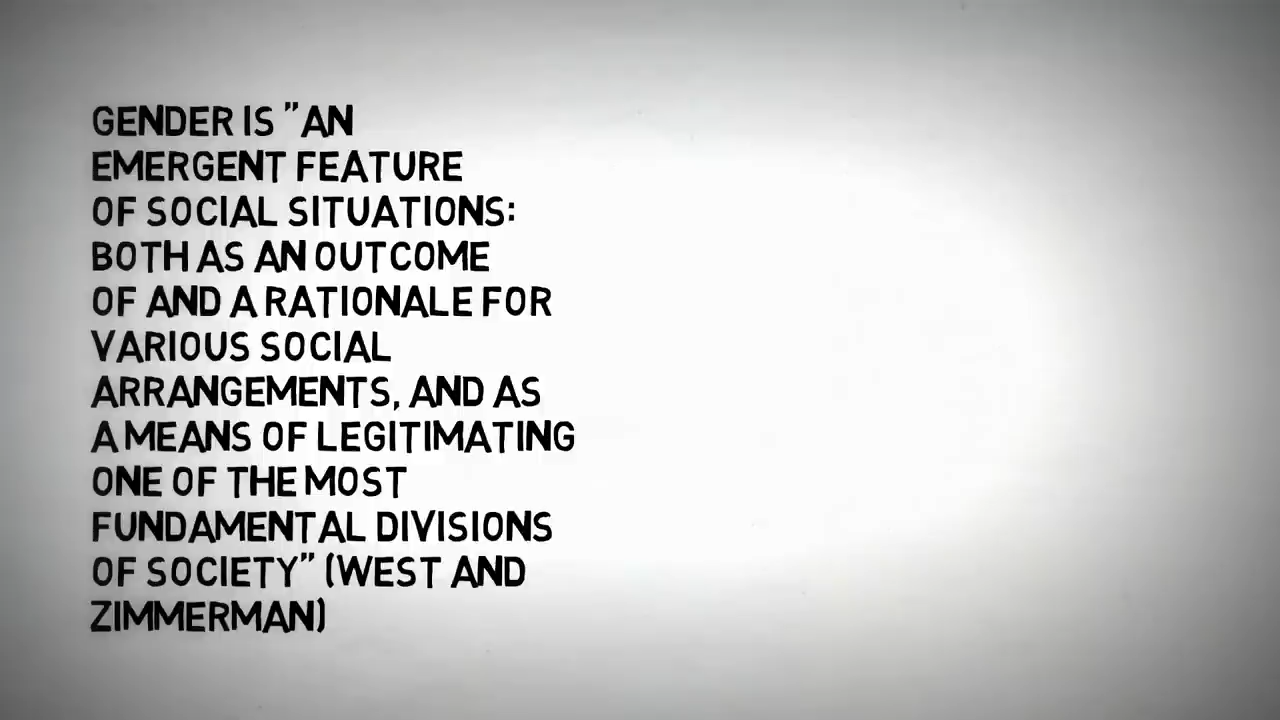 GENDER IS "AN
EMERGENT FEATURE
OF SOCIAL SITUATIONS:
BOTH AS AN OUTCOME
OF AND A RATIONALE FOR
VARIOUS SOCIAL
ARRANGEMENTS, AND AS
A MEANS OF LEGITIMATING
ONE OF THE MOST
FUNDAMENTAL DIVISIONS
OF SOCIETY" (WEST AND
ZIMMERMAN)